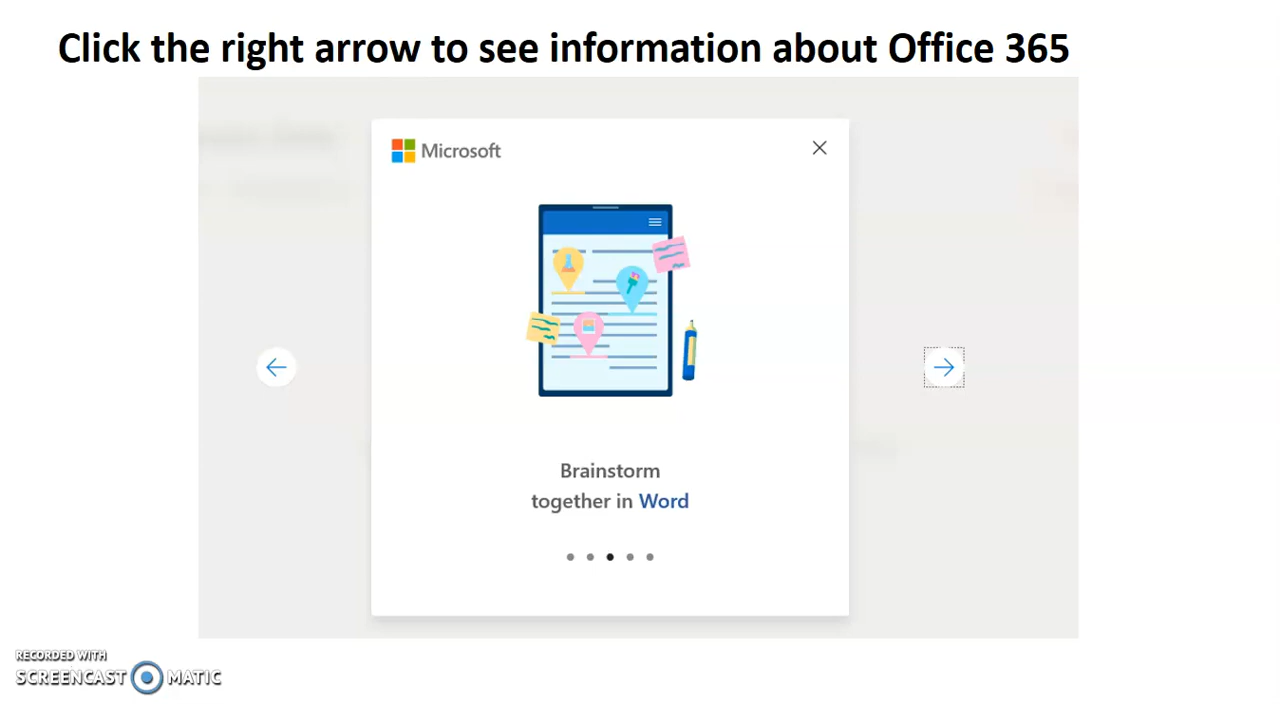 Click the right arrow to see information about Office 365
Microsoft
Brainstorm
together in Word
RECORDED WITH
SCREENCAST MATIC